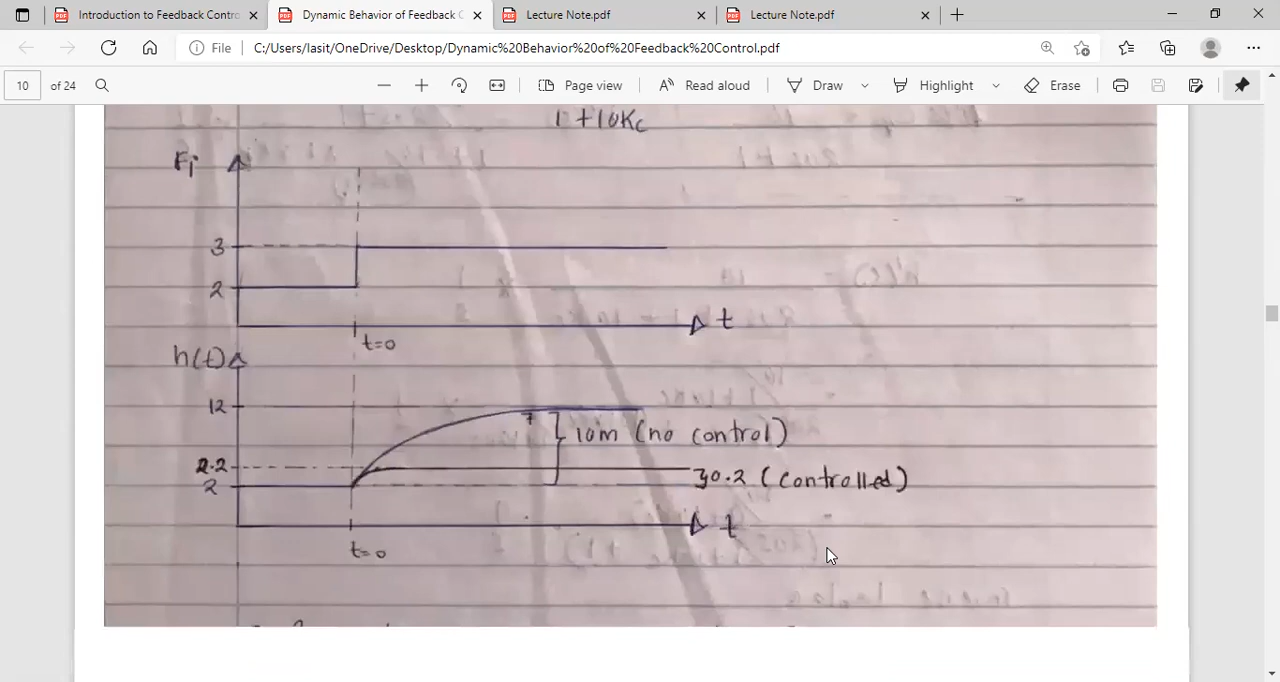 Introduction to Feedback Contro
Dynamic Behavior of Feedback C
Lecture Note.pdf
Lecture Note.pdf
File
C:/Users/lasit/OneDrive/Desktop/Dynamic%20Behavior%20of%20Feedback%20Control.pdf
10 of 24
Page view
Read aloud
Draw
Highlight
Erase
1+10Kc
Fi
3
2
t
t=0
h(t)
12
10m (no control)
2.2
0.2 (controlled)
2
t
t=0